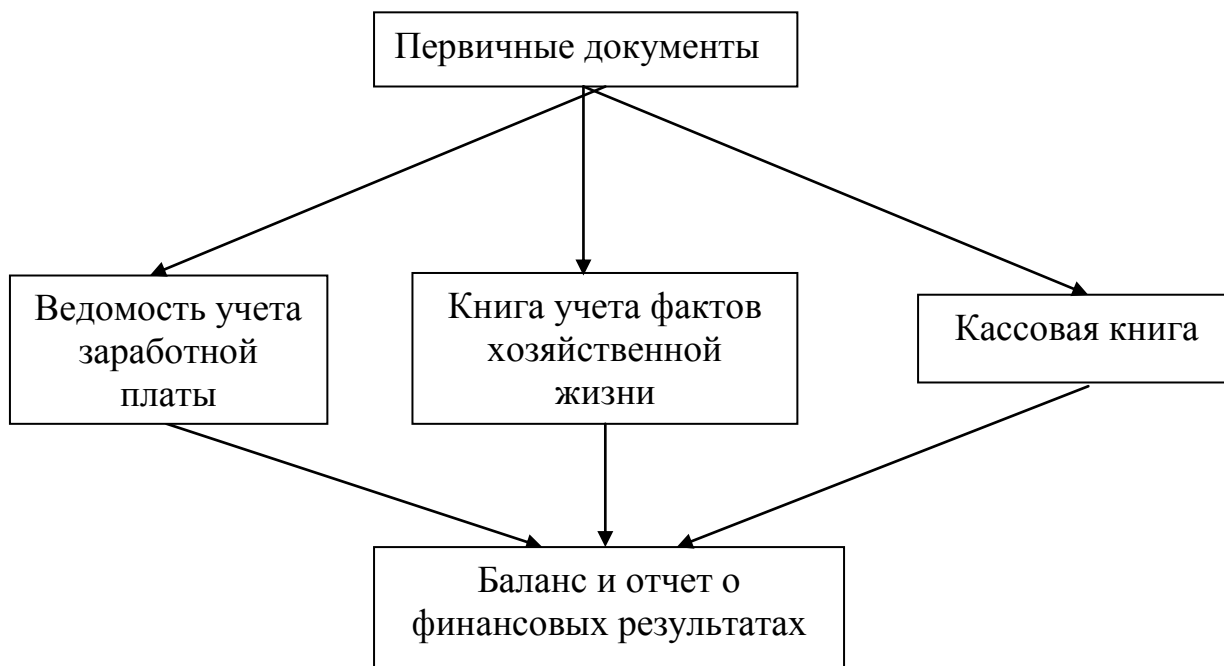 Первичные документы
Ведомость учета
заработной
платы
Книга учета фактов
хозяйственной
жизни
Кассовая книга
Баланс и отчет о
финансовых результатах